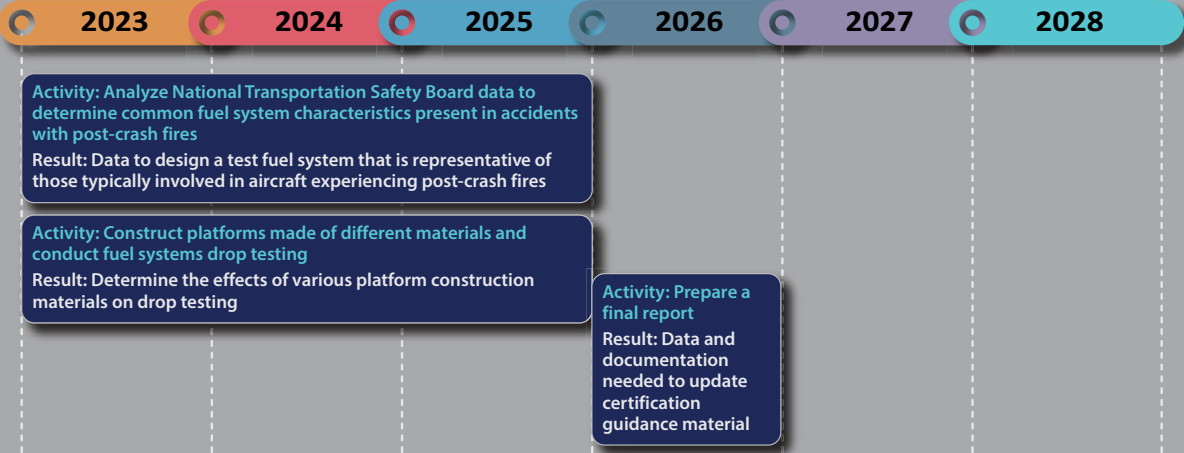 2023 2024 2025 2026 2027 2028
Activity: Analyze National Transportation Safety Board data to
determine common fuel system characteristics present in accidents
with post-crash fires
Result: Data to design a test fuel system that is representative of
those typically involved in aircraft experiencing post-crash fires
Activity: Construct platforms made of different materials and
conduct fuel systems drop testing
Result: Determine the effects of various platform construction
materials on drop testing
Activity: Prepare a
final report
Result: Data and
documentation
needed to update
certification
guidance material